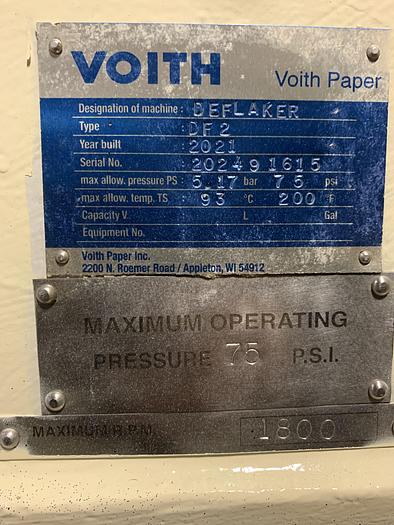 VOITH
Voith Paper
Designation of machine : DEFLAKER
Type : DF2
Year built : 2021
Serial No. : 202491615
max allow. pressure PS : 5.17 bar 75 psi
max allow. temp. TS : 93 °C 200 °F
Capacity V. : L Gal
Equipment No. :
Voith Paper Inc.
2200 N. Roemer Road / Appleton, WI 54912
MAXIMUM OPERATING
PRESSURE 75 P.S.I.
MAXIMUM R.P.M. 1800